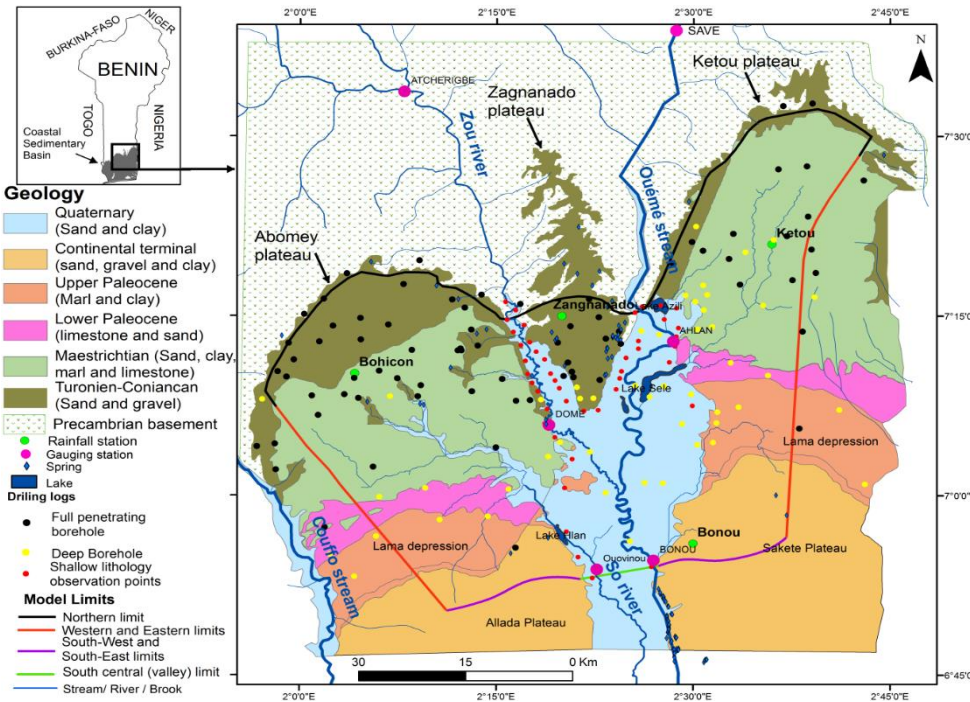 BURKINA-FASO
NIGER
BENIN
TOGO
NIGERIA
Coastal
Sedimentary
Basin
Geology
Quaternary
(Sand and clay)
Continental terminal
(sand, gravel and clay)
Upper Paleocene
(Marl and clay)
Lower Paleocene
(limestone and sand)
Maestrichtian (Sand, clay,
marl and limestone)
Turonien-Coniancan
(Sand and gravel)
Precambrian basement
Rainfall station
Gauging station
Spring
Lake
Driling logs
Full penetrating
borehole
Deep Borehole
Shallow lithology
observation points
Model Limits
Northern limit
Western and Eastern limits
South-West and
South-East limits
South central (valley) limit
Stream/ River / Brook
2°0'0"E
2°15'0"E
2°30'0"E
2°45'0"E
SAVE
N
ATCHERIGBE
Zagnanado
plateau
Ketou plateau
Zou river
Ouémé stream
7°30'0"
Abomey
plateau
Ketou
Zanghanado
Azili
7°15'0"
AHLAN
Bohicon
Lake Sele
DOME
Lama depression
7°0'0"
Couffo stream
Lama depression
Lake Hlan
Ouovinou
So river
BONOU
Bonou
Sakete Plateau
Allada Plateau
30
15
0 Km
6°45'0"
2°0'0"E
2°15'0"E
2°30'0"E
2°45'0"E